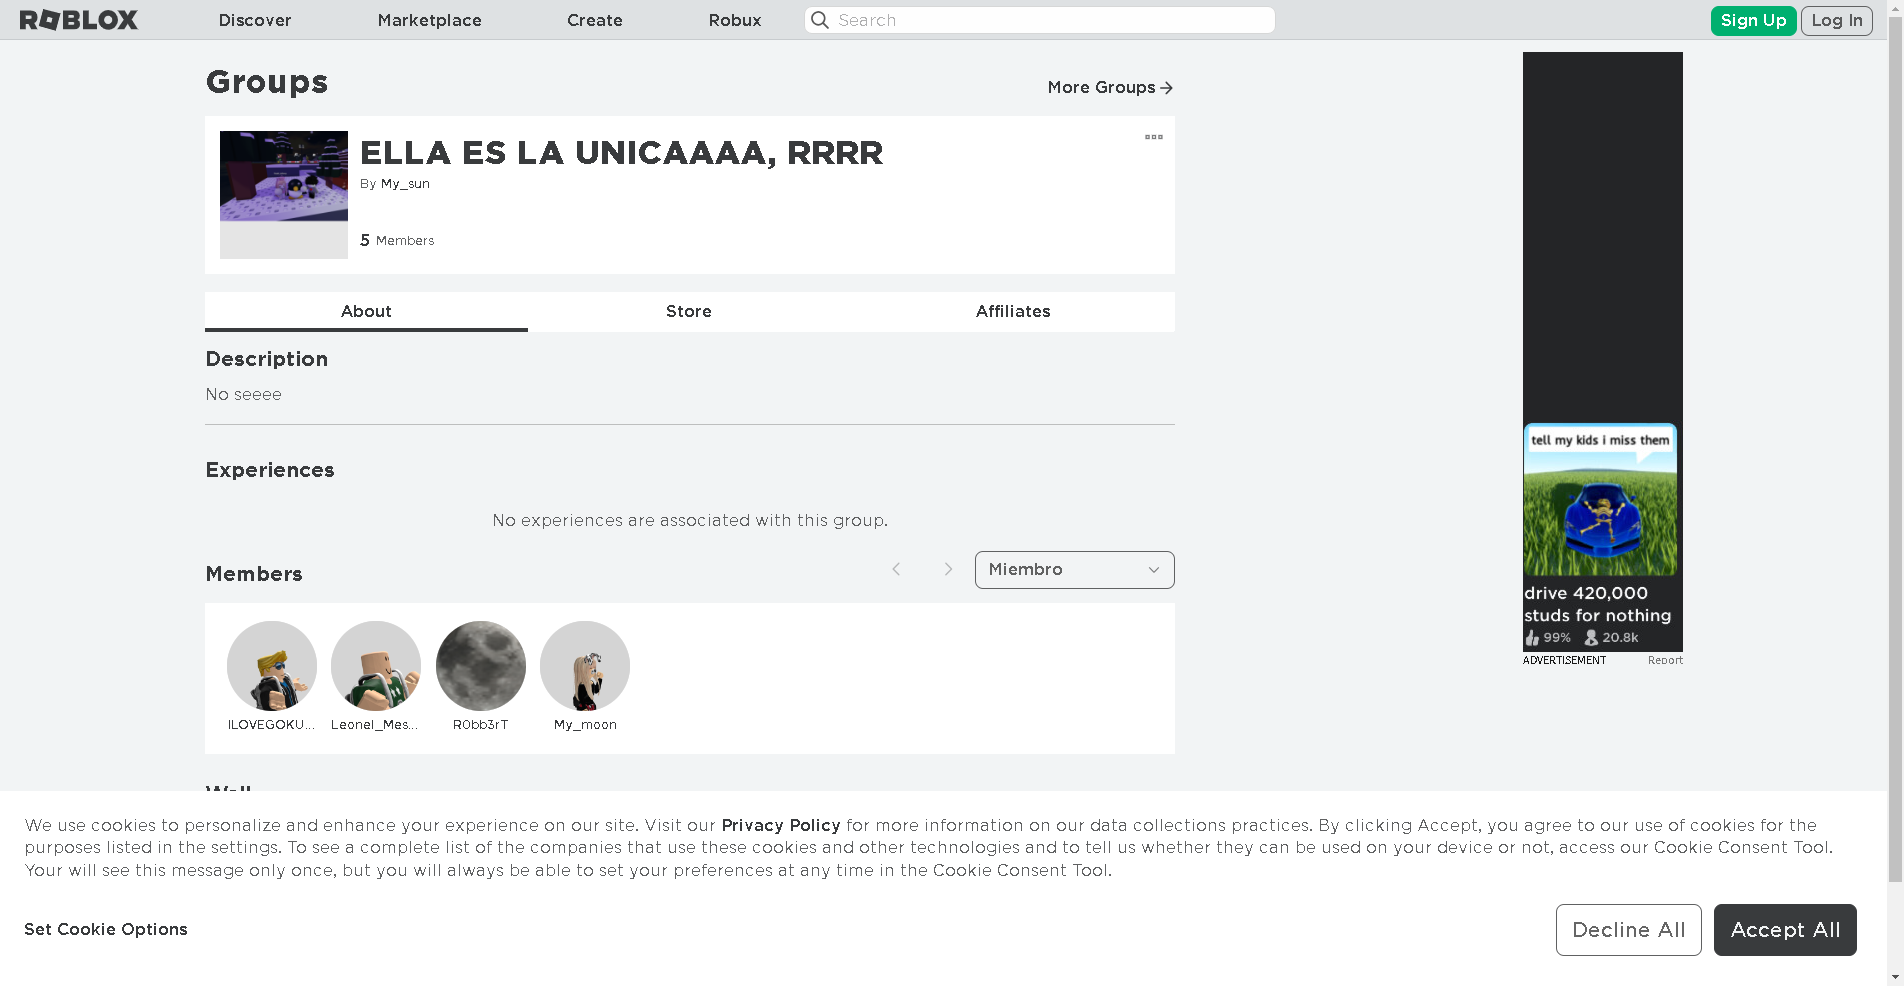 ROBLOX Discover Marketplace Create Robux Search Sign Up Log In
Groups
More Groups
ELLA ES LA UNICAAAA, RRRR
By My_sun
5 Members
About Store Affiliates
Description
No seeee
Experiences
No experiences are associated with this group.
Members
Miembro
ILOVEGOKU... Leonel_Mes... R0bb3rT My_moon
Wall
tell my kids i miss them
drive 420,000
studs for nothing
99% 20.8k
ADVERTISEMENT Report
We use cookies to personalize and enhance your experience on our site. Visit our Privacy Policy for more information on our data collections practices. By clicking Accept, you agree to our use of cookies for the
purposes listed in the settings. To see a complete list of the companies that use these cookies and other technologies and to tell us whether they can be used on your device or not, access our Cookie Consent Tool.
Your will see this message only once, but you will always be able to set your preferences at any time in the Cookie Consent Tool.
Set Cookie Options
Decline All Accept All